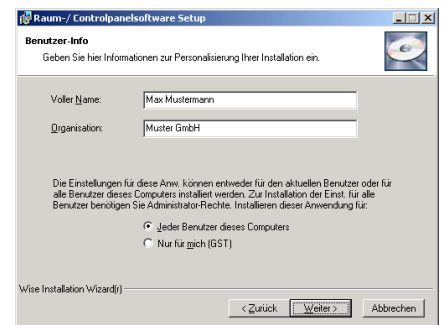 Raum-/ Controlpanelsoftware Setup
Benutzer-Info
Geben Sie hier Informationen zur Personalisierung Ihrer Installation ein.
Voller Name:
Max Mustermann
Organisation:
Muster GmbH
Die Einstellungen für diese Anw. können entweder für den aktuellen Benutzer oder für
alle Benutzer dieses Computers installiert werden. Zur Installation der Einst. für alle
Benutzer benötigen Sie Administrator-Rechte. Installieren dieser Anwendung für:
Jeder Benutzer dieses Computers
Nur für mich (GST)
Wise Installation Wizard(r)
< Zurück
Weiter >
Abbrechen